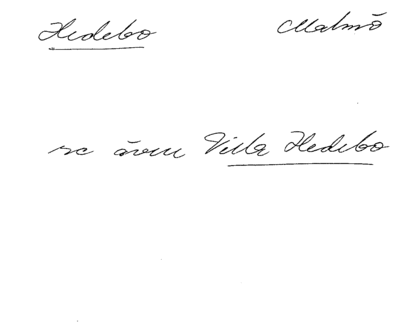 Hedebo Malmö
se även Villa Hedebo